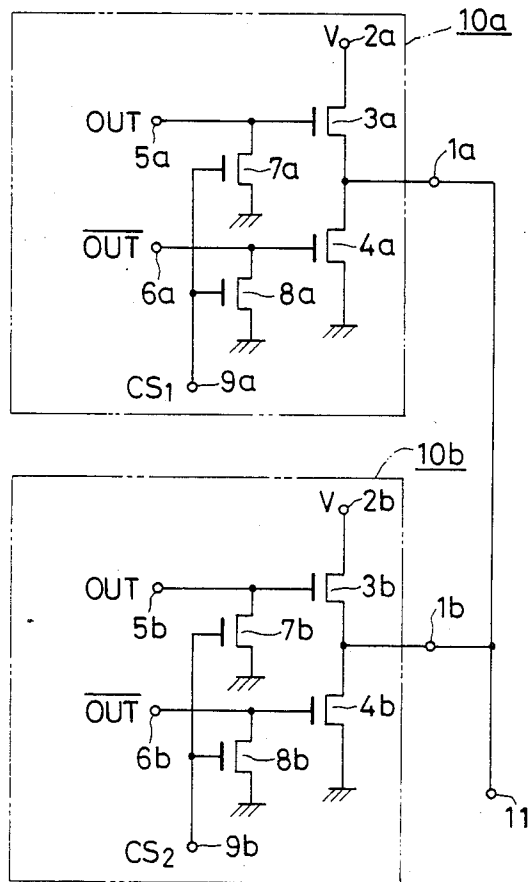 V 2a 10a
OUT 5a 3a
7a 1a
OUT 6a 4a
8a
CS1 9a
10b
V 2b
OUT 5b 3b
7b 1b
OUT 6b 4b
8b
CS2 9b
11